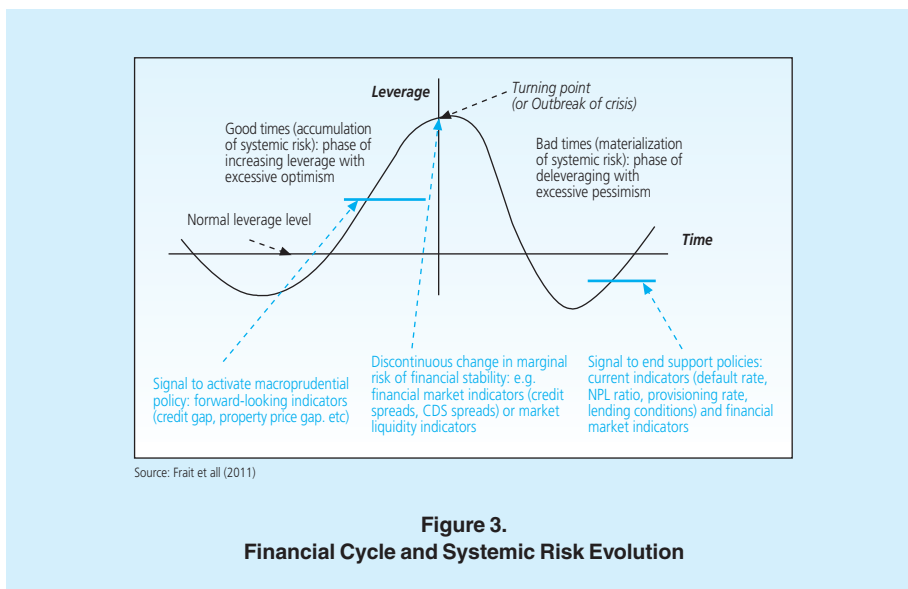 Leverage
Turning point
(or Outbreak of crisis)
Good times (accumulation
of systemic risk): phase of
increasing leverage with
excessive optimism
Bad times (materialization
of systemic risk): phase of
deleveraging with
excessive pessimism
Normal leverage level
Time
Signal to activate macroprudential
policy: forward-looking indicators
(credit gap, property price gap. etc)
Discontinuous change in marginal
risk of financial stability: e.g.
financial market indicators (credit
spreads, CDS spreads) or market
liquidity indicators
Signal to end support policies:
current indicators (default rate,
NPL ratio, provisioning rate,
lending conditions) and financial
market indicators
Source: Frait et all (2011)
Figure 3.
Financial Cycle and Systemic Risk Evolution